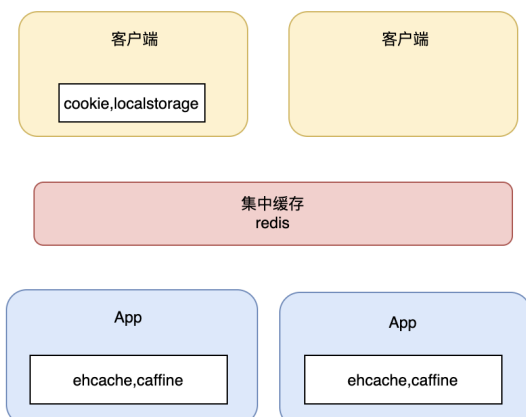 客户端
客户端
cookie,localstorage
集中缓存
redis
App
App
ehcache,caffine
ehcache,caffine